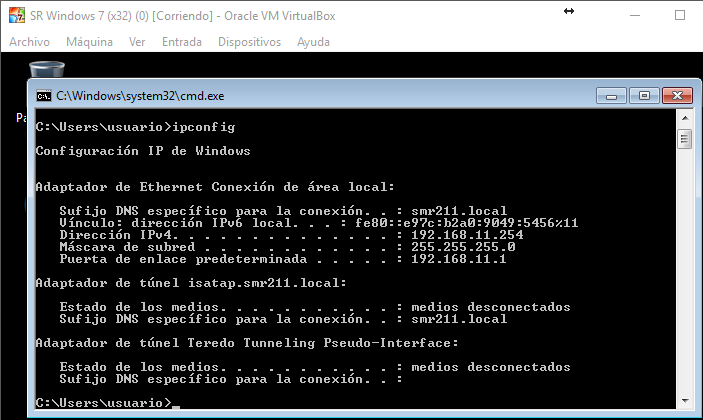 SR Windows 7 (x32) (0) [Corriendo] - Oracle VM VirtualBox
Archivo Máquina Ver Entrada Dispositivos Ayuda
C:\Windows\system32\cmd.exe
Pa
C:\Users\usuario>ipconfig
Configuración IP de Windows
Adaptador de Ethernet Conexión de área local:
Sufijo DNS específico para la conexión. . : smr211.local
Vínculo: dirección IPv6 local. . . : fe80::e97c:b2a0:9049:5456%11
Dirección IPv4. . . . . . . . . . . . . . : 192.168.11.254
Máscara de subred . . . . . . . . . . . . : 255.255.255.0
Puerta de enlace predeterminada . . . . . : 192.168.11.1
Adaptador de túnel isatap.smr211.local:
Estado de los medios. . . . . . . . . . . : medios desconectados
Sufijo DNS específico para la conexión. . : smr211.local
Adaptador de túnel Teredo Tunneling Pseudo-Interface:
Estado de los medios. . . . . . . . . . . : medios desconectados
Sufijo DNS específico para la conexión. . :
C:\Users\usuario>_